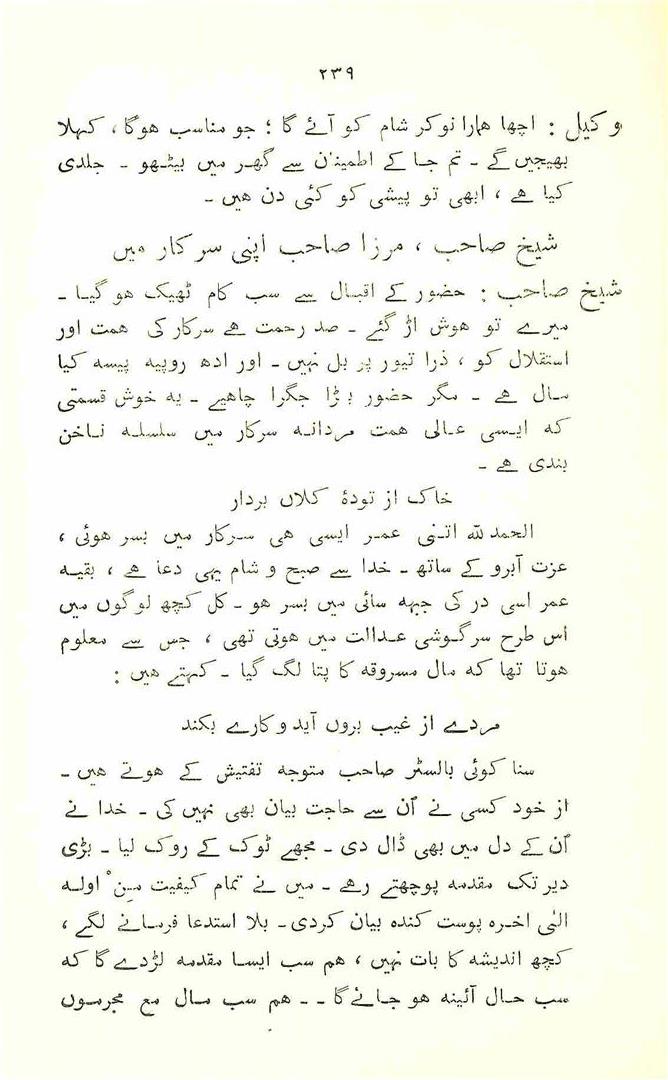 ۲۳۹
وکیل : اچھا ہمارا نوکر شام کو آئے گا ؛ جو مناسب ہوگا ، کہلا
بھیجیں گے ۔ تم جا کے اطمینان سے گھر میں بیٹھو ۔ جلدی
کیا ہے ، ابھی تو پیشی کو کئی دن ہیں ۔
شیخ صاحب ، مرزا صاحب اپنی سرکار میں
شیخ صاحب : حضور کے اقبال سے سب کام ٹھیک ہو گیا ۔
میرے تو ہوش اڑ گئے ۔ صد رحمت ہے سرکار کی ہمت اور
استقلال کو ، ذرا تیور پر بل نہیں ۔ اور ادھ روپیہ پیسہ کیا
مال ہے ۔ مگر حضور بڑا جگرا چاہیے ۔ یہ خوش قسمتی
کہ ایسی عالی ہمت مردانہ سرکار میں سلسلہ ناخن
بندی ہے ۔
خاک از تودۂ کلاں بردار
الحمد للہ اتنی عمر ایسی ہی سرکار میں بسر ہوئی ،
عزت آبرو کے ساتھ ۔ خدا سے صبح و شام یہی دعا ہے ، بقیہ
عمر اسی در کی جبہہ سائی میں بسر ہو ۔ کل کچھ لوگوں میں
اس طرح سرگوشی عدالت میں ہوتی تھی ، جس سے معلوم
ہوتا تھا کہ مال مسروقہ کا پتا لگ گیا ۔ کہتے ہیں :
مردے از غیب بروں آید و کارے بکند
سنا کوئی بالسٹر صاحب متوجہ تفتیش کے ہوتے ہیں ۔
از خود کسی نے اُن سے حاجت بیان بھی نہیں کی ۔ خدا نے
اُن کے دل میں بھی ڈال دی ۔ مجھے ٹوک کے روک لیا ۔ بڑی
دیر تک مقدمہ پوچھتے رہے ۔ میں نے تمام کیفیت مِنْ اولہ
الیٰ اخرہ پوست کندہ بیان کردی ۔ بلا استدعا فرمانے لگے ،
کچھ اندیشہ کا بات نہیں ، ہم سب ایسا مقدمہ لڑ دے گا کہ
سب حال آئینہ ہو جائے گا ۔ ۔ ہم سب مال مع مجرموں